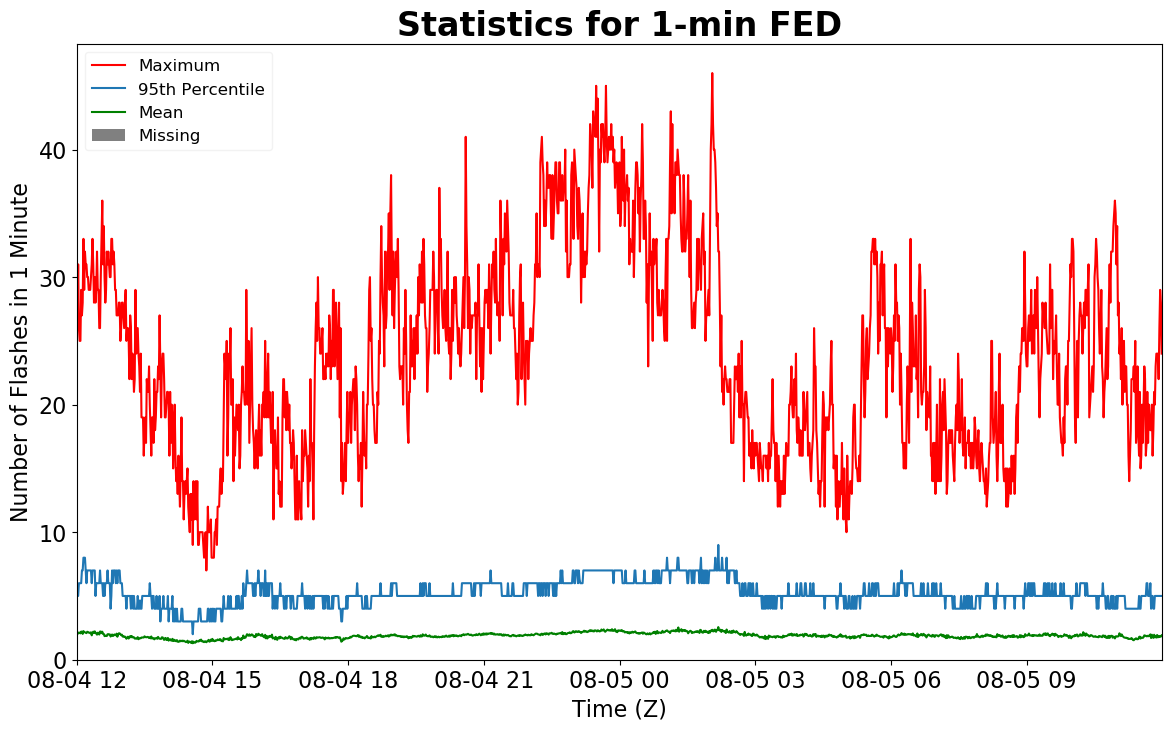 Statistics for 1-min FED
Maximum
95th Percentile
Mean
Missing
Number of Flashes in 1 Minute
40
30
20
10
0
08-04 12 08-04 15 08-04 18 08-04 21 08-05 00 08-05 03 08-05 06 08-05 09
Time (Z)